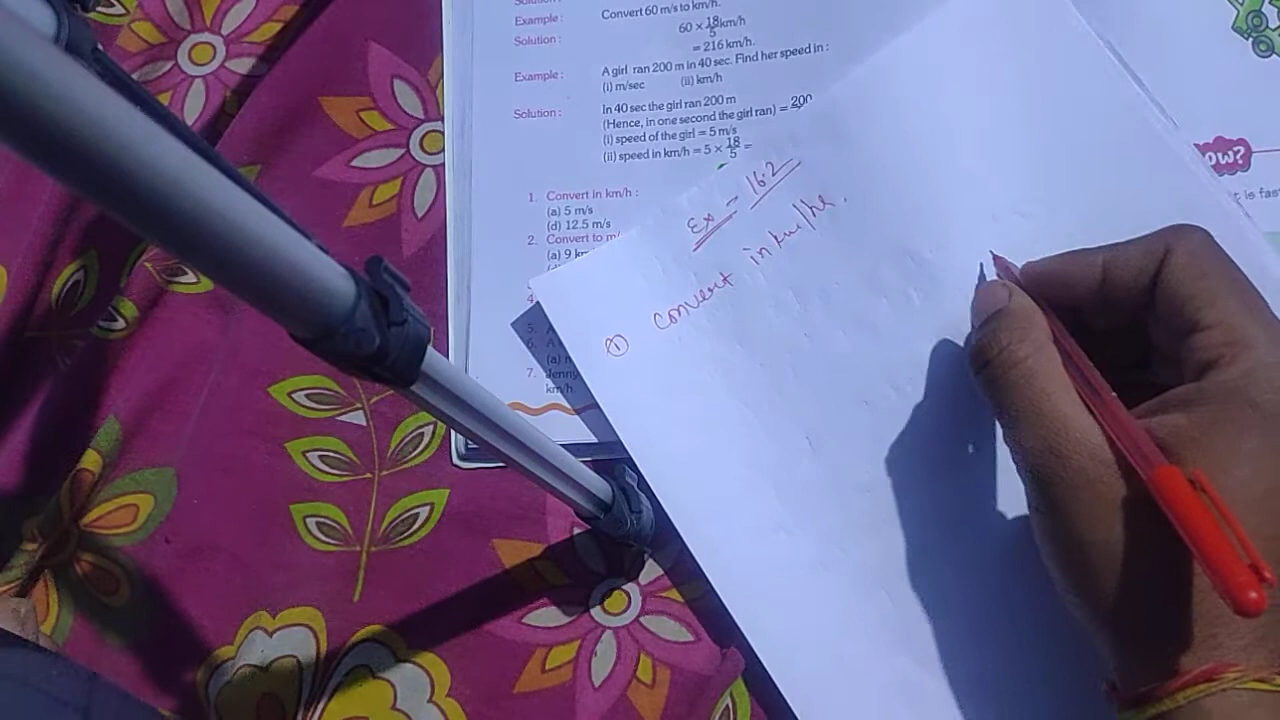 Example : Convert 60 m/s to km/h.
Solution : 60 × 18/5 km/h
= 216 km/h.
Example : A girl ran 200 m in 40 sec. Find her speed in :
(i) m/sec (ii) km/h
Solution : In 40 sec the girl ran 200 m
(Hence, in one second the girl ran) = 200
(i) speed of the girl = 5 m/s
(ii) speed in km/h = 5 × 18/5 =
1. Convert in km/h :
(a) 5 m/s
(d) 12.5 m/s
2. Convert to m/
(a) 9 km
4
5. A
6. A
(a)
7. Jenny
km/h.
Ex - 16.2
① Convert in km/hr.
ow?
t is fas